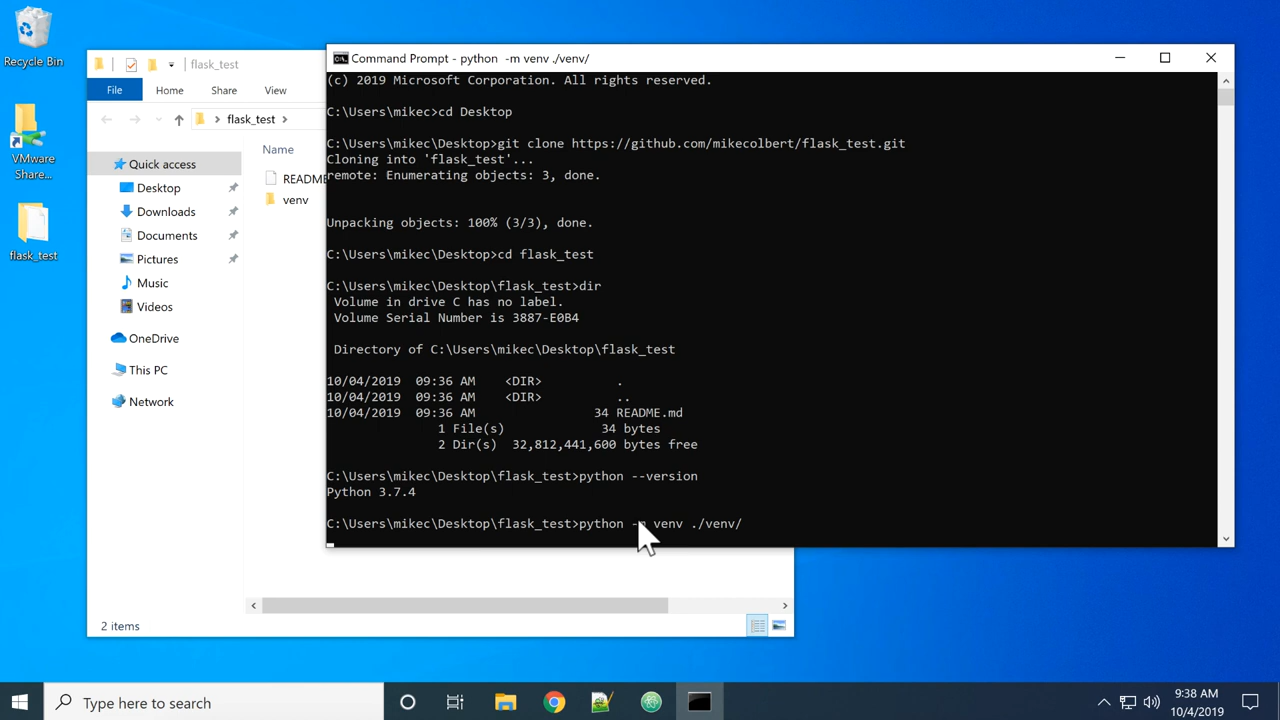 Recycle Bin
VMware
Share...
flask_test
flask_test
File
Home
Share
View
flask_test
Quick access
Desktop
Downloads
Documents
Pictures
Music
Videos
OneDrive
This PC
Network
Name
venv
2 items
Command Prompt - python -m venv ./venv/
(c) 2019 Microsoft Corporation. All rights reserved.
C:\Users\mikec>cd Desktop
C:\Users\mikec\Desktop>git clone https://github.com/mikecolbert/flask_test.git
Cloning into 'flask_test'...
remote: Enumerating objects: 3, done.
Unpacking objects: 100% (3/3), done.
C:\Users\mikec\Desktop>cd flask_test
C:\Users\mikec\Desktop\flask_test>dir
Volume in drive C has no label.
Volume Serial Number is 3887-E0B4
Directory of C:\Users\mikec\Desktop\flask_test
10/04/2019 09:36 AM <DIR> .
10/04/2019 09:36 AM <DIR> ..
10/04/2019 09:36 AM 34 README.md
1 File(s) 34 bytes
2 Dir(s) 32,812,441,600 bytes free
C:\Users\mikec\Desktop\flask_test>python --version
Python 3.7.4
C:\Users\mikec\Desktop\flask_test>python -m venv ./venv/
Type here to search
9:38 AM
10/4/2019